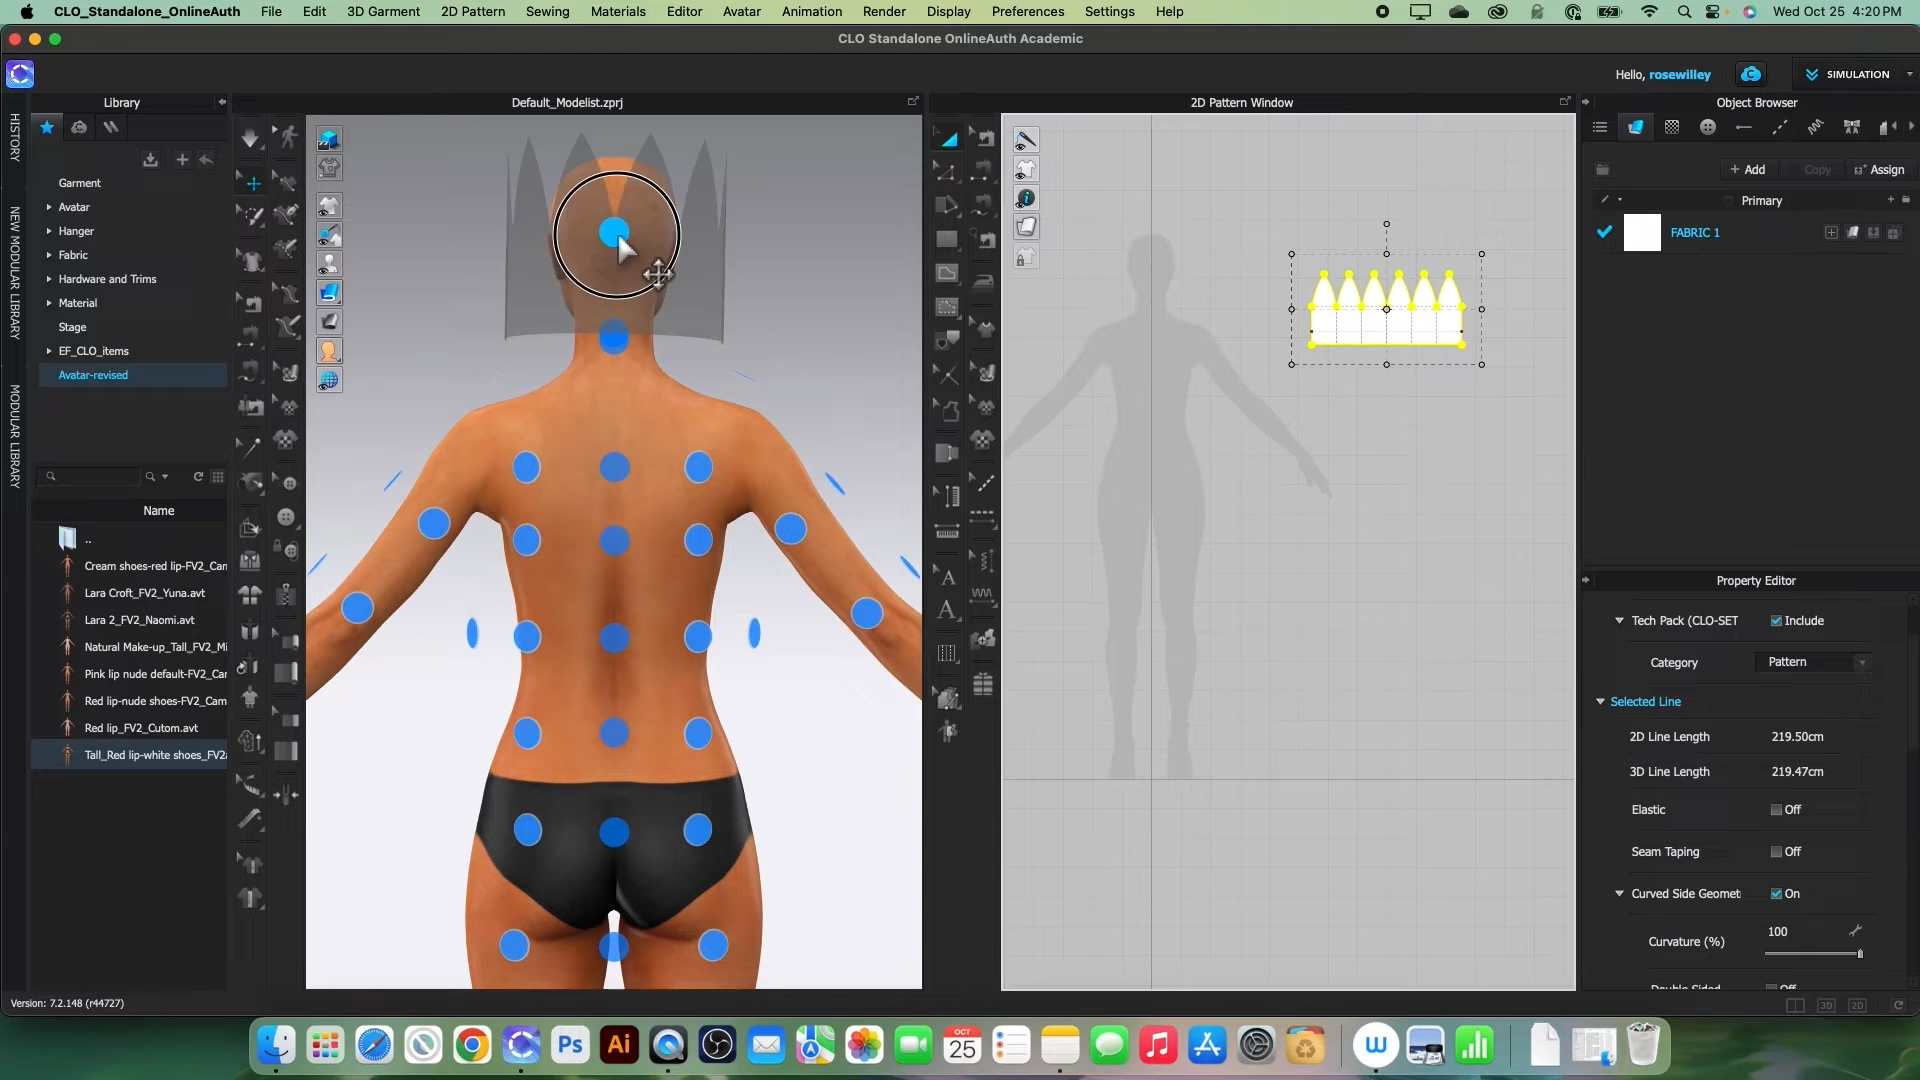 CLO_Standalone_OnlineAuth File Edit 3D Garment 2D Pattern Sewing Materials Editor Avatar Animation Render Display Preferences Settings Help Wed Oct 25 4:20 PM
CLO Standalone OnlineAuth Academic
Hello, rosewilley SIMULATION
HISTORY
NEW MODULAR LIBRARY
MODULAR LIBRARY
Library
Garment
Avatar
Hanger
Fabric
Hardware and Trims
Material
Stage
EF_CLO_items
Avatar-revised
Name
..
Cream shoes-red lip-FV2_Can
Lara Croft_FV2_Yuna.avt
Lara 2_FV2_Naomi.avt
Natural Make-up_Tall_FV2_Mi
Pink lip nude default-FV2_Car
Red lip-nude shoes-FV2_Cam
Red lip_FV2_Cutom.avt
Tall_Red lip-white shoes_FV2
Version: 7.2.148 (r44727)
Default_Modelist.zprj
2D Pattern Window
A
A
Object Browser
+ Add Copy Assign
Primary
FABRIC 1
Property Editor
Tech Pack (CLO-SET Include
Category Pattern
Selected Line
2D Line Length 219.50cm
3D Line Length 219.47cm
Elastic Off
Seam Taping Off
Curved Side Geomet On
Curvature (%) 100
Double Sided Off
3D 2D
Ps
Ai
OCT
25